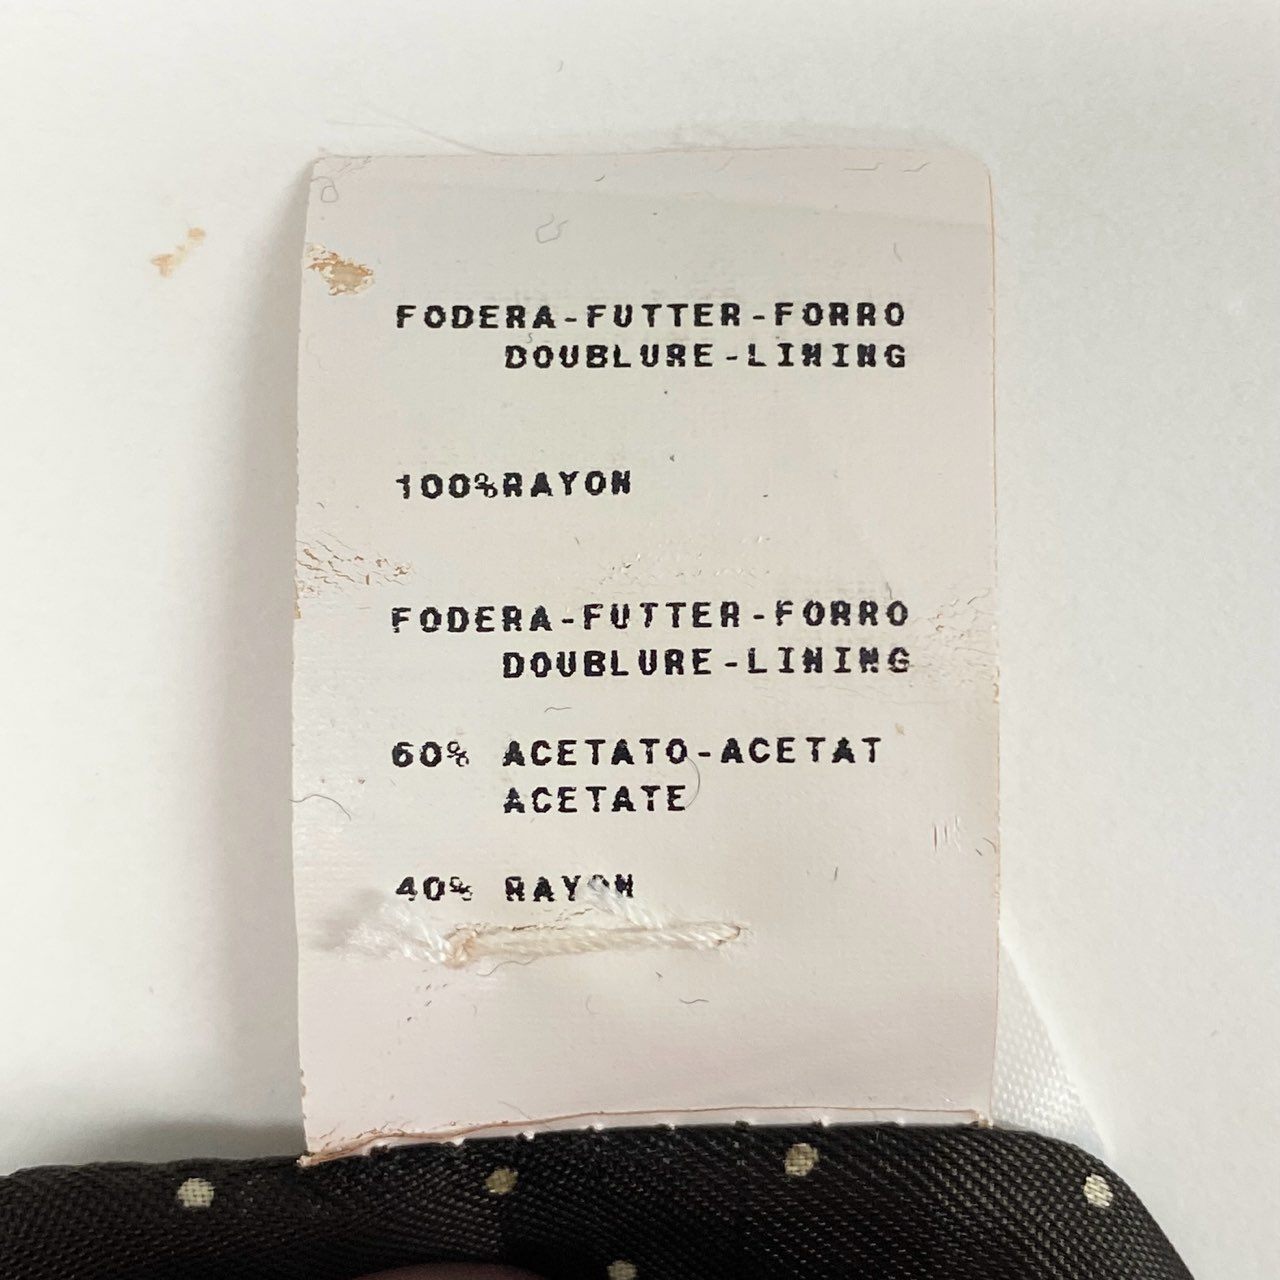 FODERA-FUTTER-FORRO
DOUBLURE-LINING
100%RAYON
FODERA-FUTTER-FORRO
DOUBLURE-LINING
60% ACETATO-ACETAT
ACETATE
40% RAYON